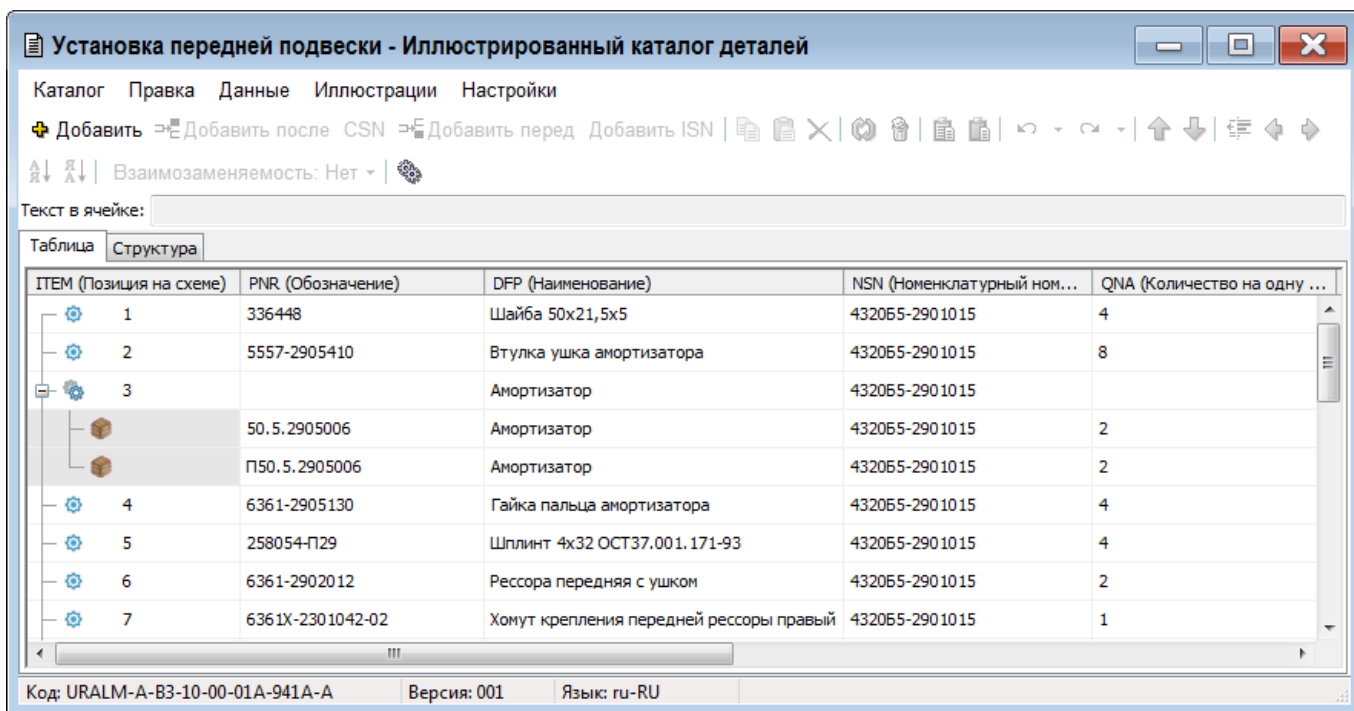 Установка передней подвески - Иллюстрированный каталог деталей
Каталог Правка Данные Иллюстрации Настройки
Добавить Добавить после CSN Добавить перед Добавить ISN
Взаимозаменяемость: Нет
Текст в ячейке:
Таблица Структура
ITEM (Позиция на схеме) PNR (Обозначение) DFP (Наименование) NSN (Номенклатурный ном... QNA (Количество на одну ...
1 336448 Шайба 50x21,5x5 4320Б5-2901015 4
2 5557-2905410 Втулка ушка амортизатора 4320Б5-2901015 8
3 Амортизатор 4320Б5-2901015
50.5.2905006 Амортизатор 4320Б5-2901015 2
П50.5.2905006 Амортизатор 4320Б5-2901015 2
4 6361-2905130 Гайка пальца амортизатора 4320Б5-2901015 4
5 258054-П29 Шплинт 4x32 ОСТ37.001.171-93 4320Б5-2901015 4
6 6361-2902012 Рессора передняя с ушком 4320Б5-2901015 2
7 6361Х-2301042-02 Хомут крепления передней рессоры правый 4320Б5-2901015 1
Код: URALM-A-B3-10-00-01A-941A-A Версия: 001 Язык: ru-RU